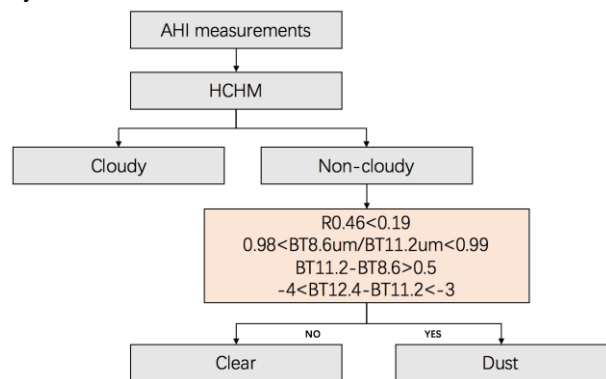 AHI measurements
HCHM
Cloudy
Non-cloudy
R0.46<0.19
0.98<BT8.6um/BT11.2um<0.99
BT11.2-BT8.6>0.5
-4<BT12.4-BT11.2<-3
NO
YES
Clear
Dust